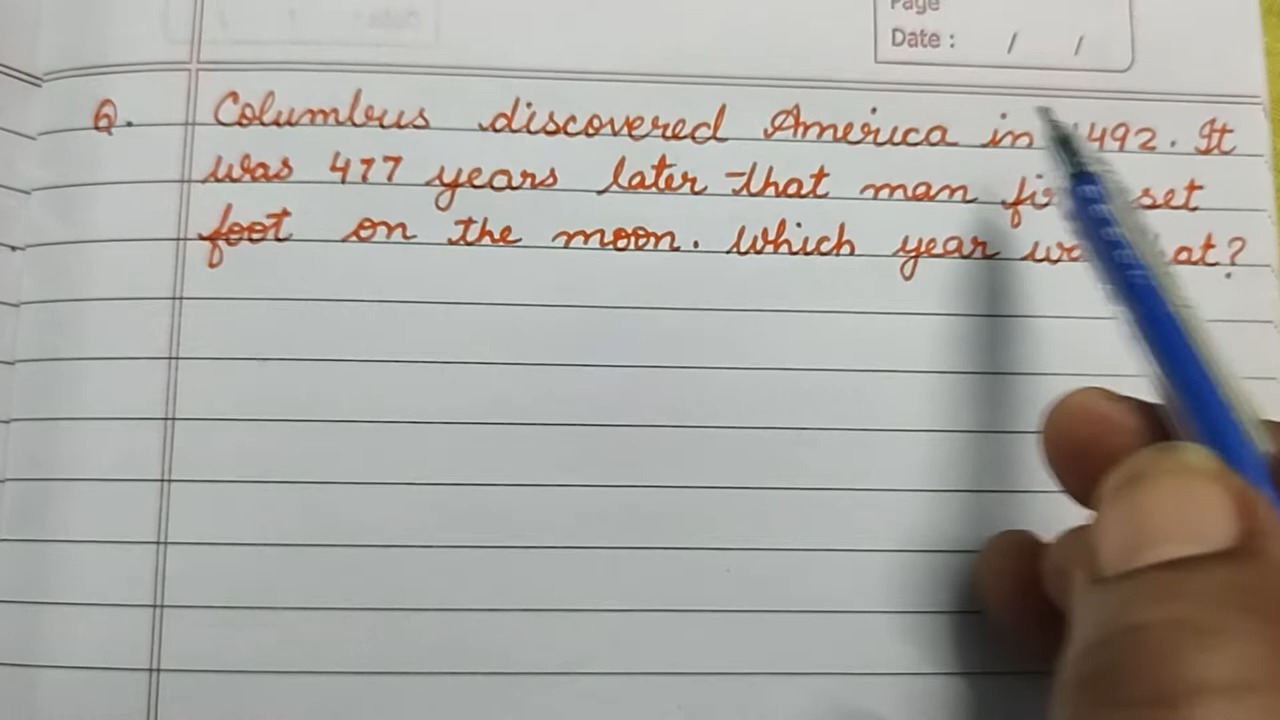 Page
Date : / /
Q. Columbus discovered America in 1492. It
was 477 years later that man set
foot on the moon. Which year